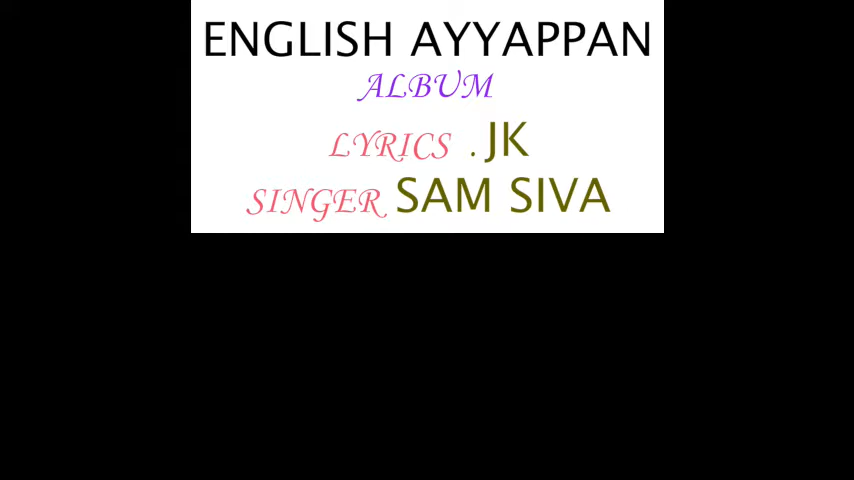 ENGLISH AYYAPPAN
ALBUM
LYRICS . JK
SINGER SAM SIVA